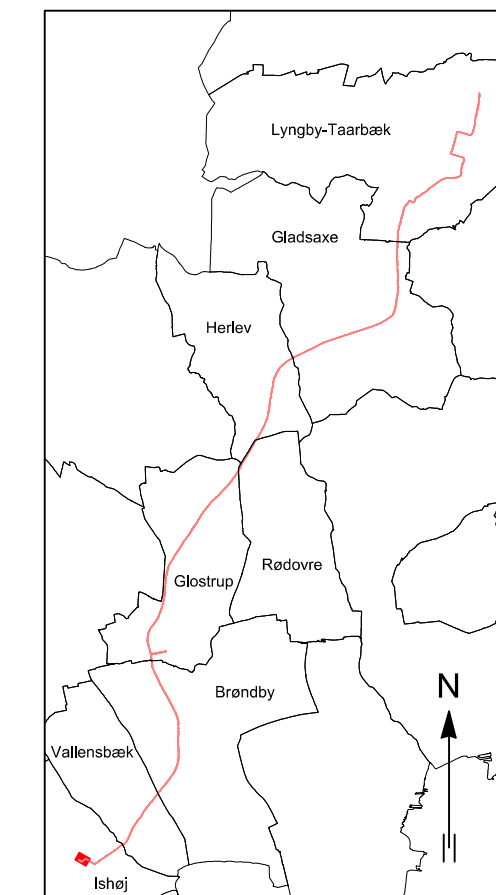 Lyngby-Taarbæk
Gladsaxe
Herlev
Rødovre
Glostrup
Brøndby
N
Vallensbæk
Ishøj